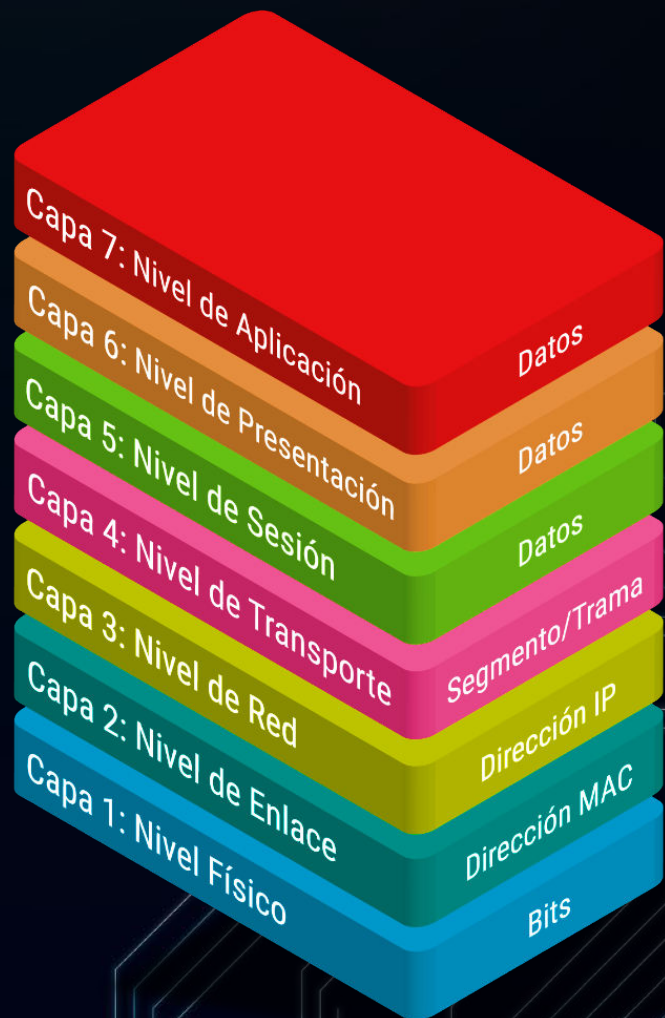 Capa 7: Nivel de Aplicación
Datos
Capa 6: Nivel de Presentación
Datos
Capa 5: Nivel de Sesión
Datos
Capa 4: Nivel de Transporte
Segmento/Trama
Capa 3: Nivel de Red
Dirección IP
Capa 2: Nivel de Enlace
Dirección MAC
Capa 1: Nivel Físico
Bits